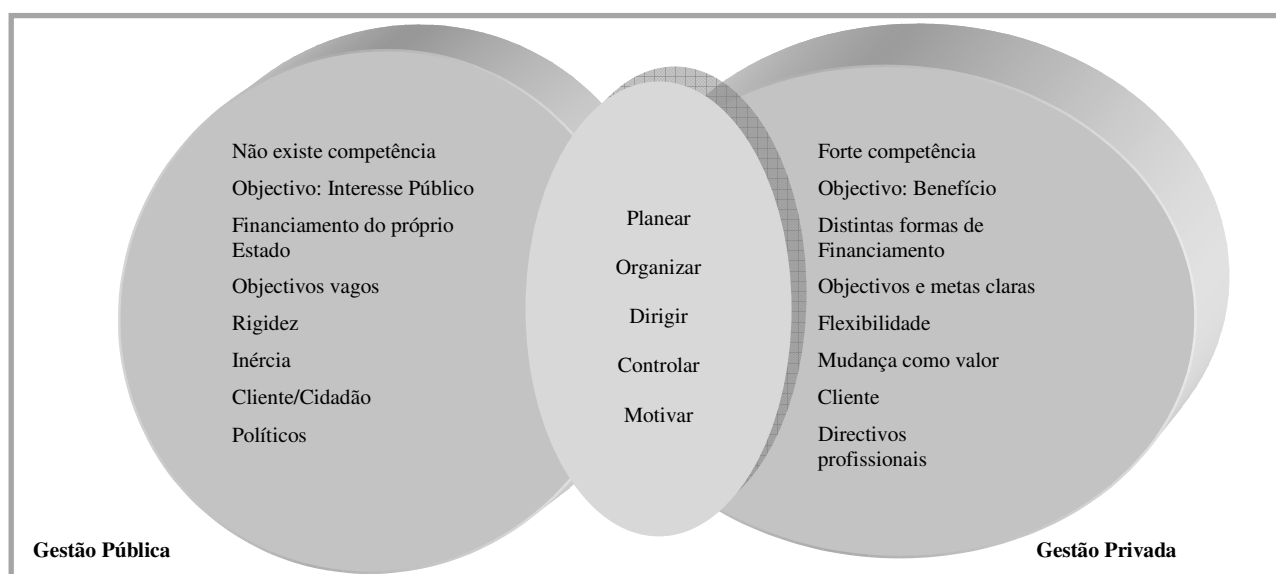 Não existe competência
Objectivo: Interesse Público
Financiamento do próprio
Estado
Objectivos vagos
Rigidez
Inércia
Cliente/Cidadão
Políticos
Planear
Organizar
Dirigir
Controlar
Motivar
Forte competência
Objectivo: Benefício
Distintas formas de
Financiamento
Objectivos e metas claras
Flexibilidade
Mudança como valor
Cliente
Directivos
profissionais
Gestão Pública
Gestão Privada